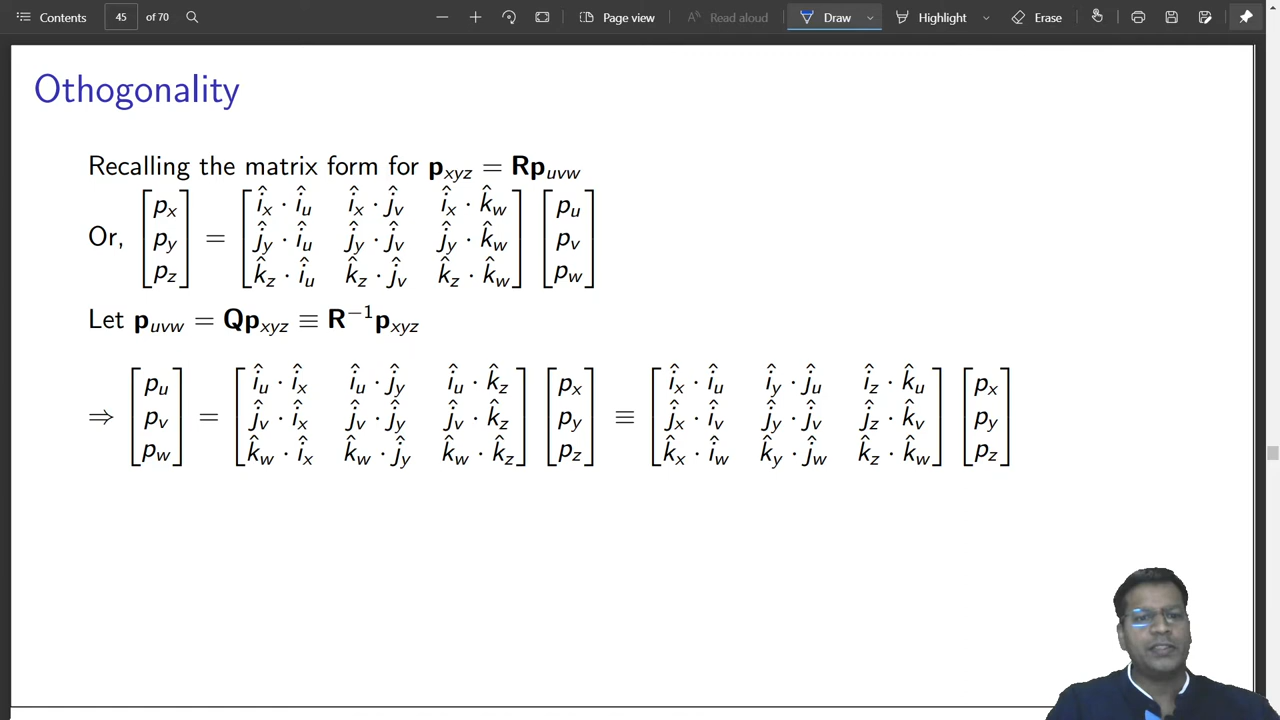 Contents 45 of 70 Page view Read aloud Draw Highlight Erase
Othogonality
Recalling the matrix form for p_xyz = Rp_uvw
Or, [p_x; p_y; p_z] = [î_x · î_u, î_x · ĵ_v, î_x · k̂_w; ĵ_y · î_u, ĵ_y · ĵ_v, ĵ_y · k̂_w; k̂_z · î_u, k̂_z · ĵ_v, k̂_z · k̂_w] [p_u; p_v; p_w]
Let p_uvw = Qp_xyz ≡ R^−1 p_xyz
⇒ [p_u; p_v; p_w] = [î_u · î_x, î_u · ĵ_y, î_u · k̂_z; ĵ_v · î_x, ĵ_v · ĵ_y, ĵ_v · k̂_z; k̂_w · î_x, k̂_w · ĵ_y, k̂_w · k̂_z] [p_x; p_y; p_z] ≡ [î_x · î_u, î_y · ĵ_u, î_z · k̂_u; ĵ_x · î_v, ĵ_y · ĵ_v, ĵ_z · k̂_v; k̂_x · î_w, k̂_y · ĵ_w, k̂_z · k̂_w] [p_x; p_y; p_z]